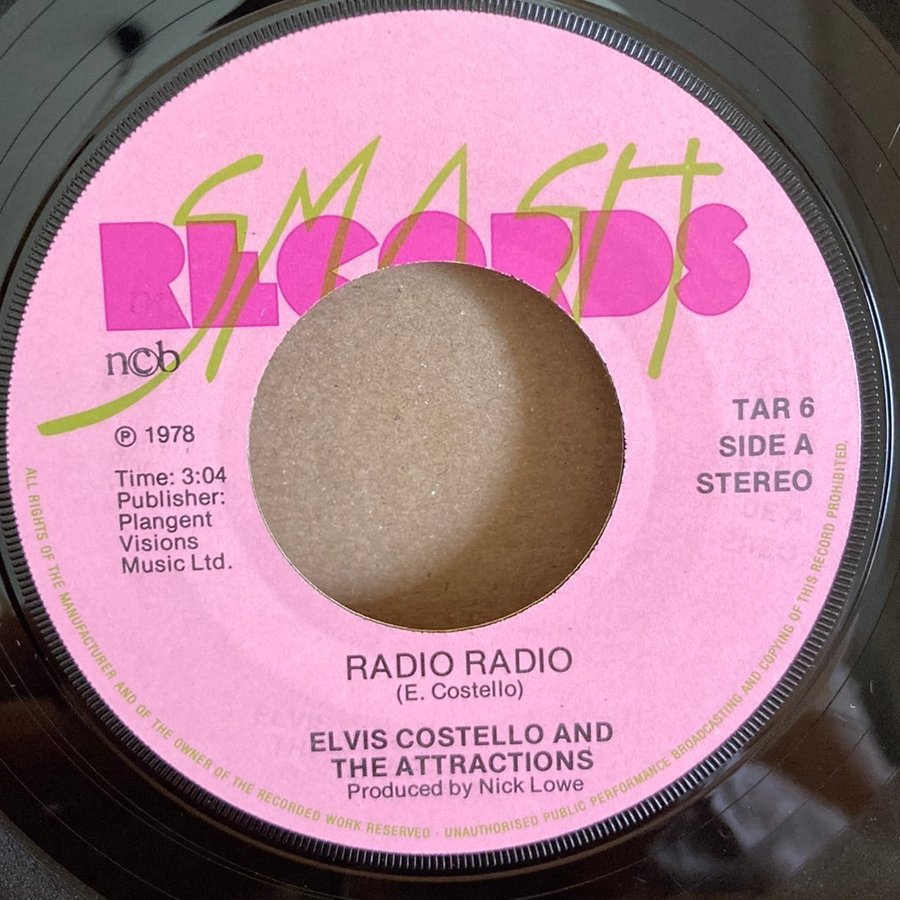 SMASH
RECORDS
n©b
℗ 1978
Time: 3:04
Publisher:
Plangent
Visions
Music Ltd.
TAR 6
SIDE A
STEREO
RADIO RADIO
(E. Costello)
ELVIS COSTELLO AND
THE ATTRACTIONS
Produced by Nick Lowe
ALL RIGHTS OF THE MANUFACTURER AND OF THE OWNER OF THE RECORDED WORK RESERVED - UNAUTHORISED PUBLIC PERFORMANCE BROADCASTING AND COPYING OF THIS RECORD PROHIBITED.